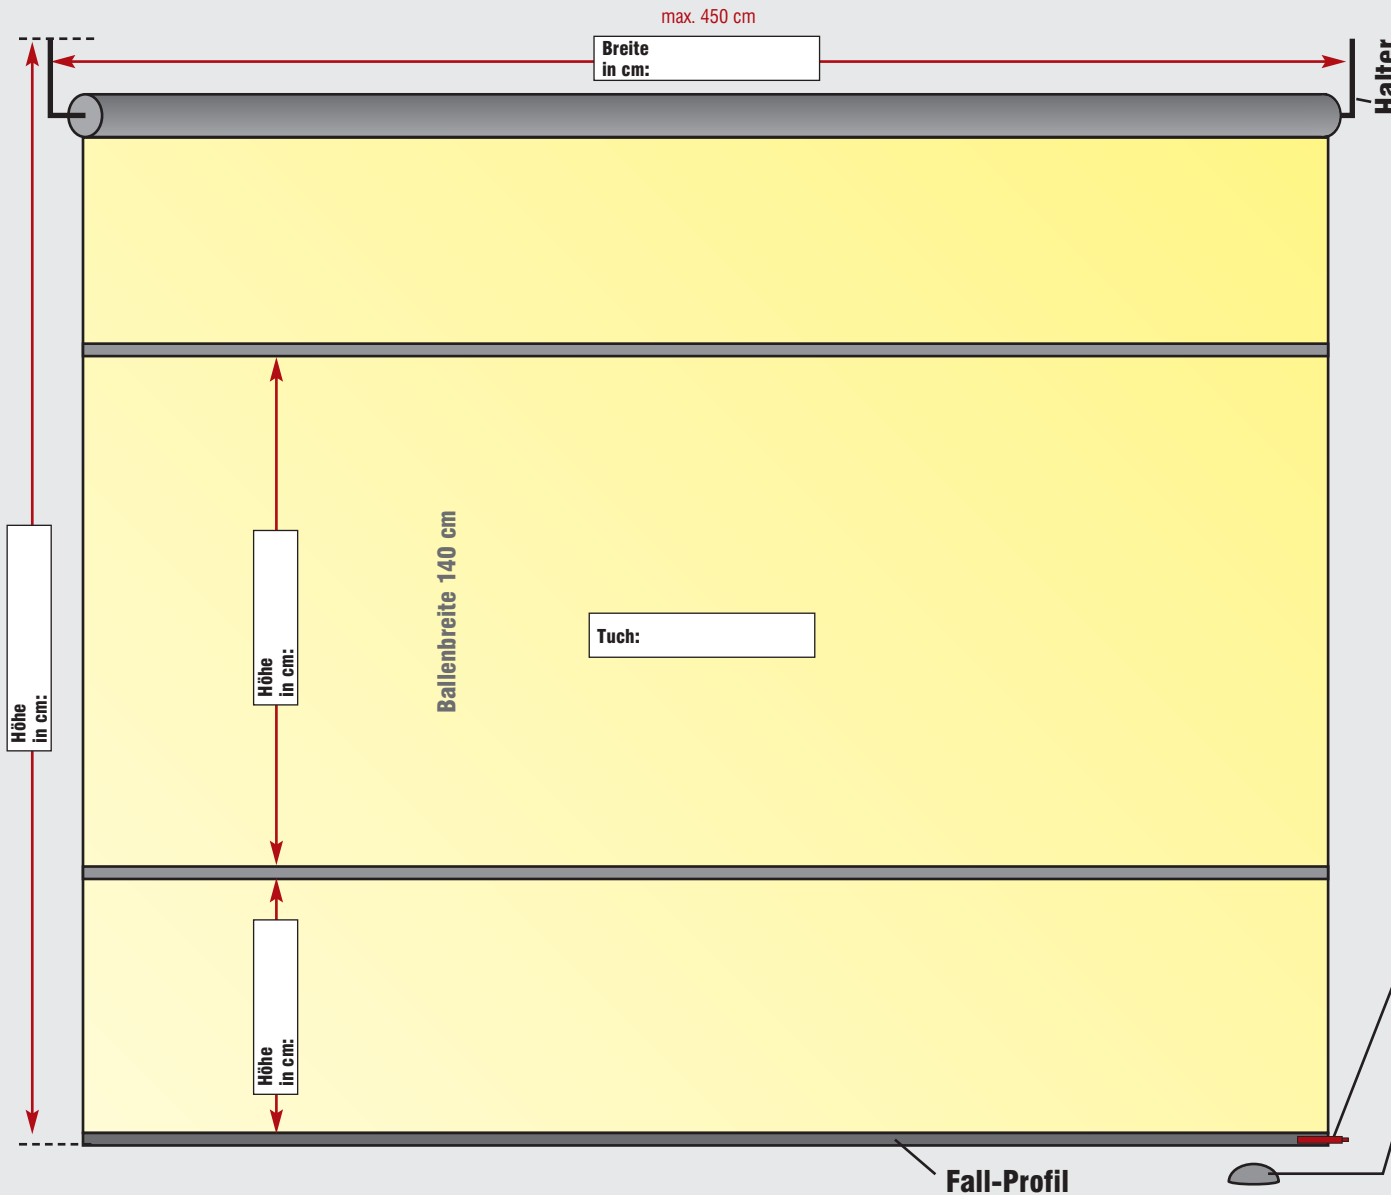 max. 450 cm
Breite
in cm:
Halter
Höhe
in cm:
Höhe
in cm:
Ballenbreite 140 cm
Tuch:
Höhe
in cm:
Fall-Profil